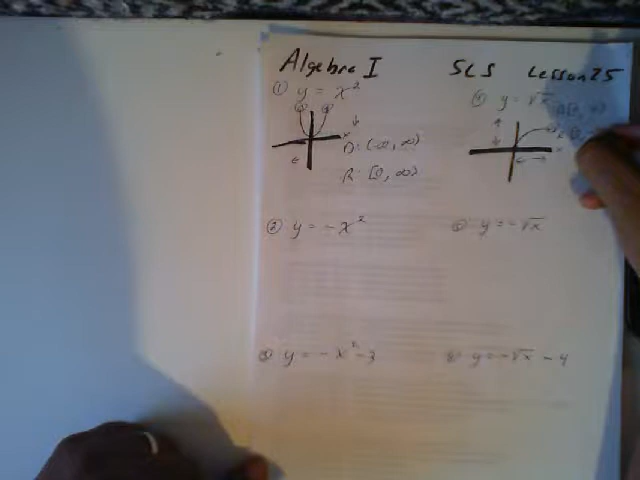 Algebra I SLS Lesson 25
① y = x²
D: (-∞, ∞)
R: [0, ∞)
② y = -x²
③ y = -x² - 3
④ y = √x
⑤ y = -√x
⑥ y = -√x - 4